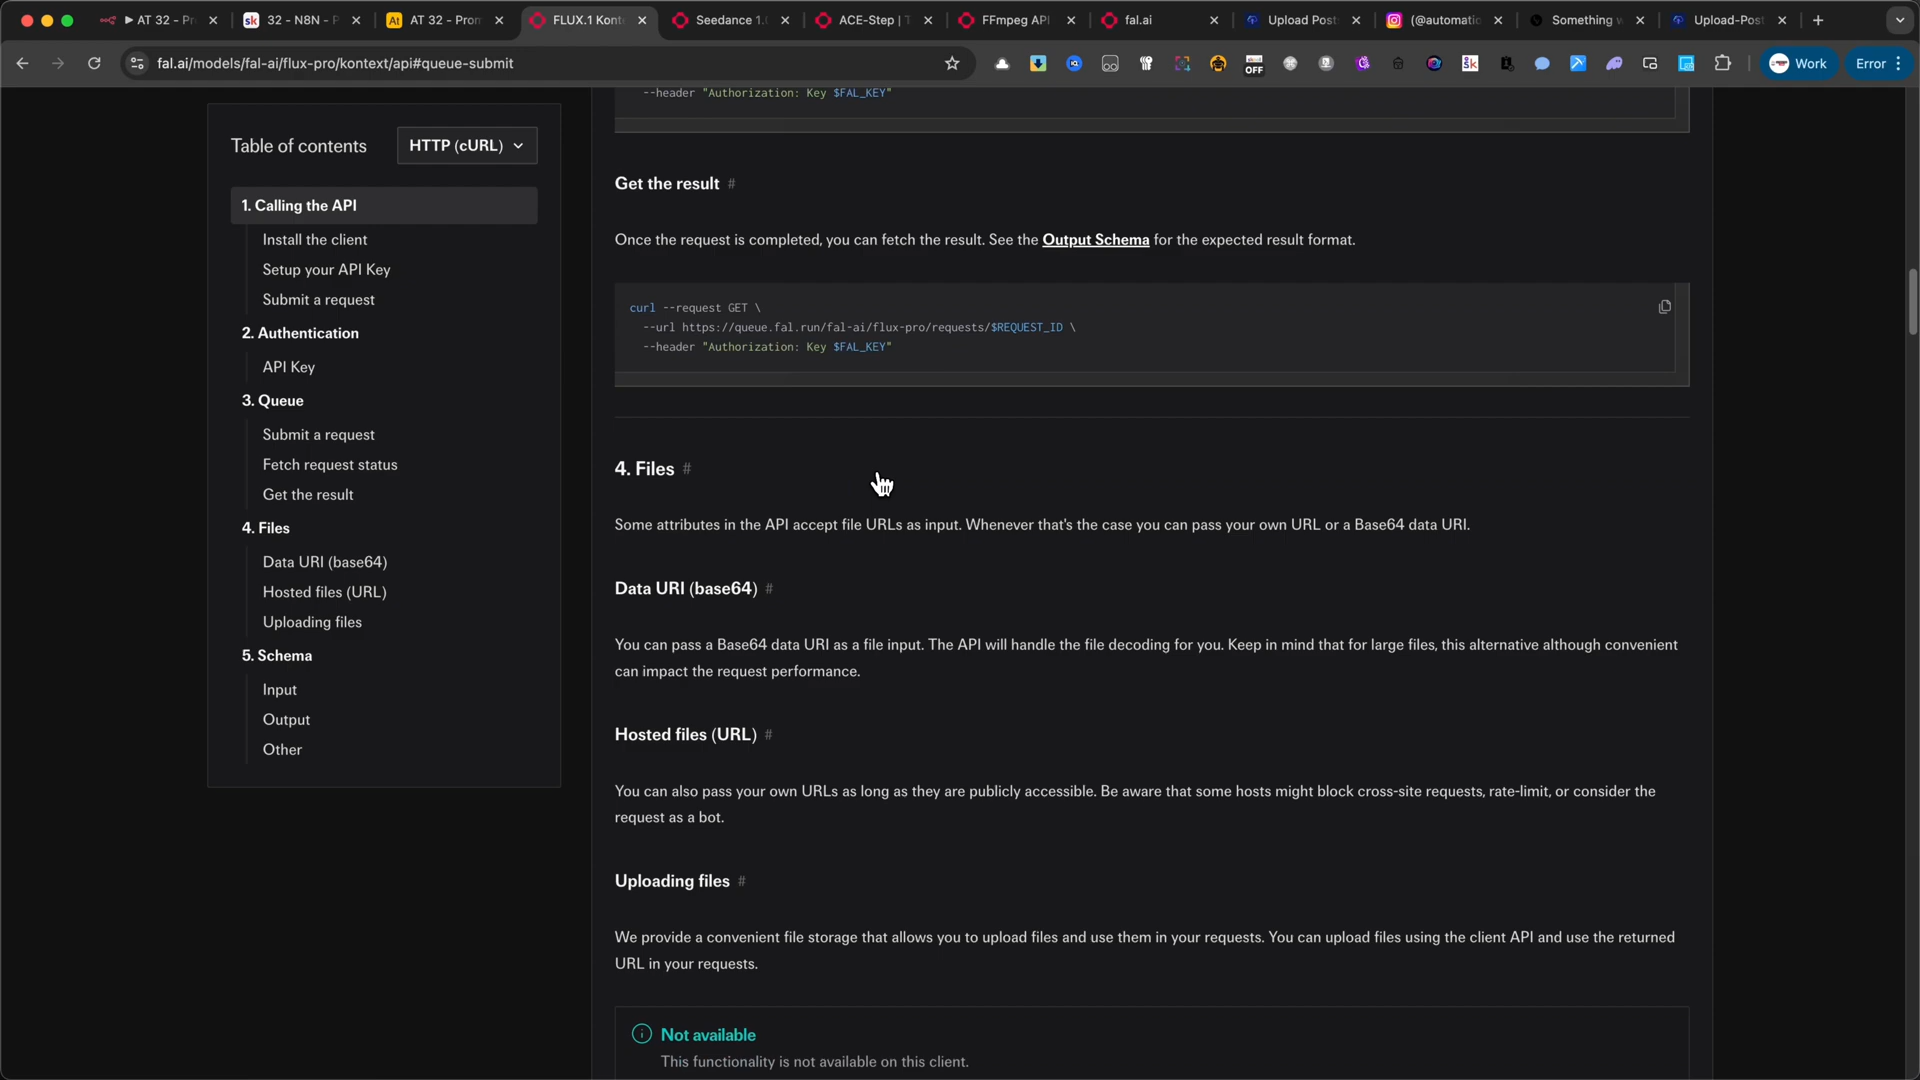 AT 32 - Pr
32 - N8N - P
AT 32 - Pron
FLUX.1 Konte
Seedance 1.
ACE-Step | T
FFmpeg API
fal.ai
Upload Post
(@automatio
Something w
Upload-Post
fal.ai/models/fal-ai/flux-pro/kontext/api#queue-submit
OFF
Work
Error
Table of contents
HTTP (cURL)
1. Calling the API
Install the client
Setup your API Key
Submit a request
2. Authentication
API Key
3. Queue
Submit a request
Fetch request status
Get the result
4. Files
Data URI (base64)
Hosted files (URL)
Uploading files
5. Schema
Input
Output
Other
--header "Authorization: Key $FAL_KEY"
Get the result #
Once the request is completed, you can fetch the result. See the Output Schema for the expected result format.
curl --request GET \
--url https://queue.fal.run/fal-ai/flux-pro/requests/$REQUEST_ID \
--header "Authorization: Key $FAL_KEY"
4. Files #
Some attributes in the API accept file URLs as input. Whenever that's the case you can pass your own URL or a Base64 data URI.
Data URI (base64) #
You can pass a Base64 data URI as a file input. The API will handle the file decoding for you. Keep in mind that for large files, this alternative although convenient
can impact the request performance.
Hosted files (URL) #
You can also pass your own URLs as long as they are publicly accessible. Be aware that some hosts might block cross-site requests, rate-limit, or consider the
request as a bot.
Uploading files #
We provide a convenient file storage that allows you to upload files and use them in your requests. You can upload files using the client API and use the returned
URL in your requests.
Not available
This functionality is not available on this client.